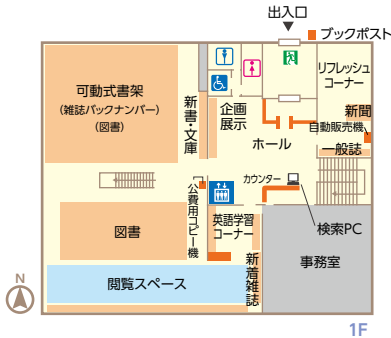 出入口
ブックポスト
可動式書架
(雑誌バックナンバー)
(図書)
新書・文庫
企画
展示
リフレッシュ
コーナー
新聞
自動販売機
一般誌
ホール
カウンター
公費用コピー機
英語学習
コーナー
検索PC
図書
新着雑誌
事務室
閲覧スペース
N
1F